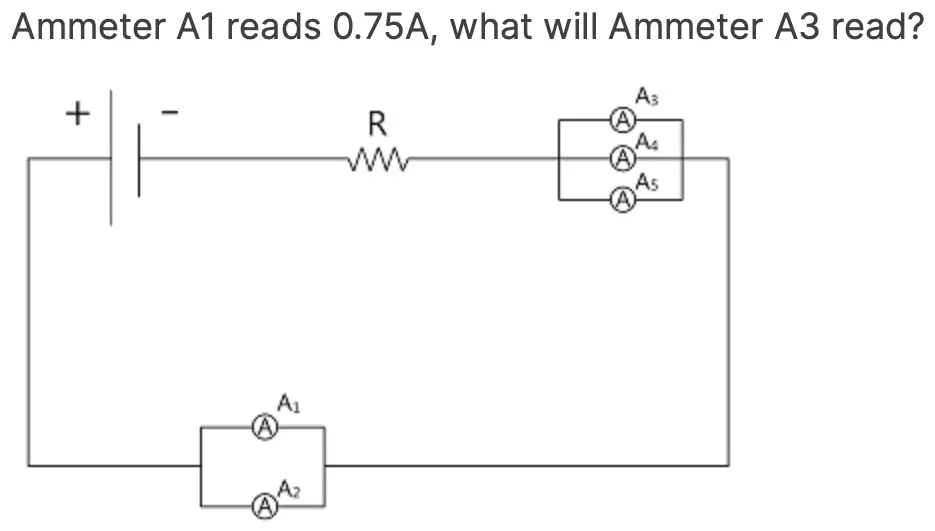 Ammeter A1 reads 0.75A, what will Ammeter A3 read?
+ −
R
A₃
A
A₄
A
A₅
A
A₁
A
A₂
A